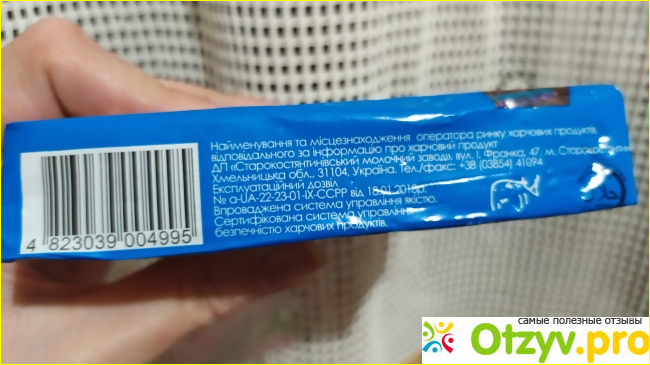 Найменування та місцезнаходження оператора ринку харчових продуктів,
відповідального за інформацію про харчовий продукт
ДП «Старокостянтинівський молочний завод». вул. І. Франка, 47, м. Старокостянтин
Хмельницька обл., 31104, Україна. Тел./факс: +38 (03854) 41094
Експлуатаційний дозвіл
№ a-UA-22-23-01-IX-CCPP від 18.01.2018р.
Впроваджена система управління якістю.
Сертифікована система управління
безпечністю харчових продуктів.
4 823039 004995
самые полезные отзывы
Otzyv.pro